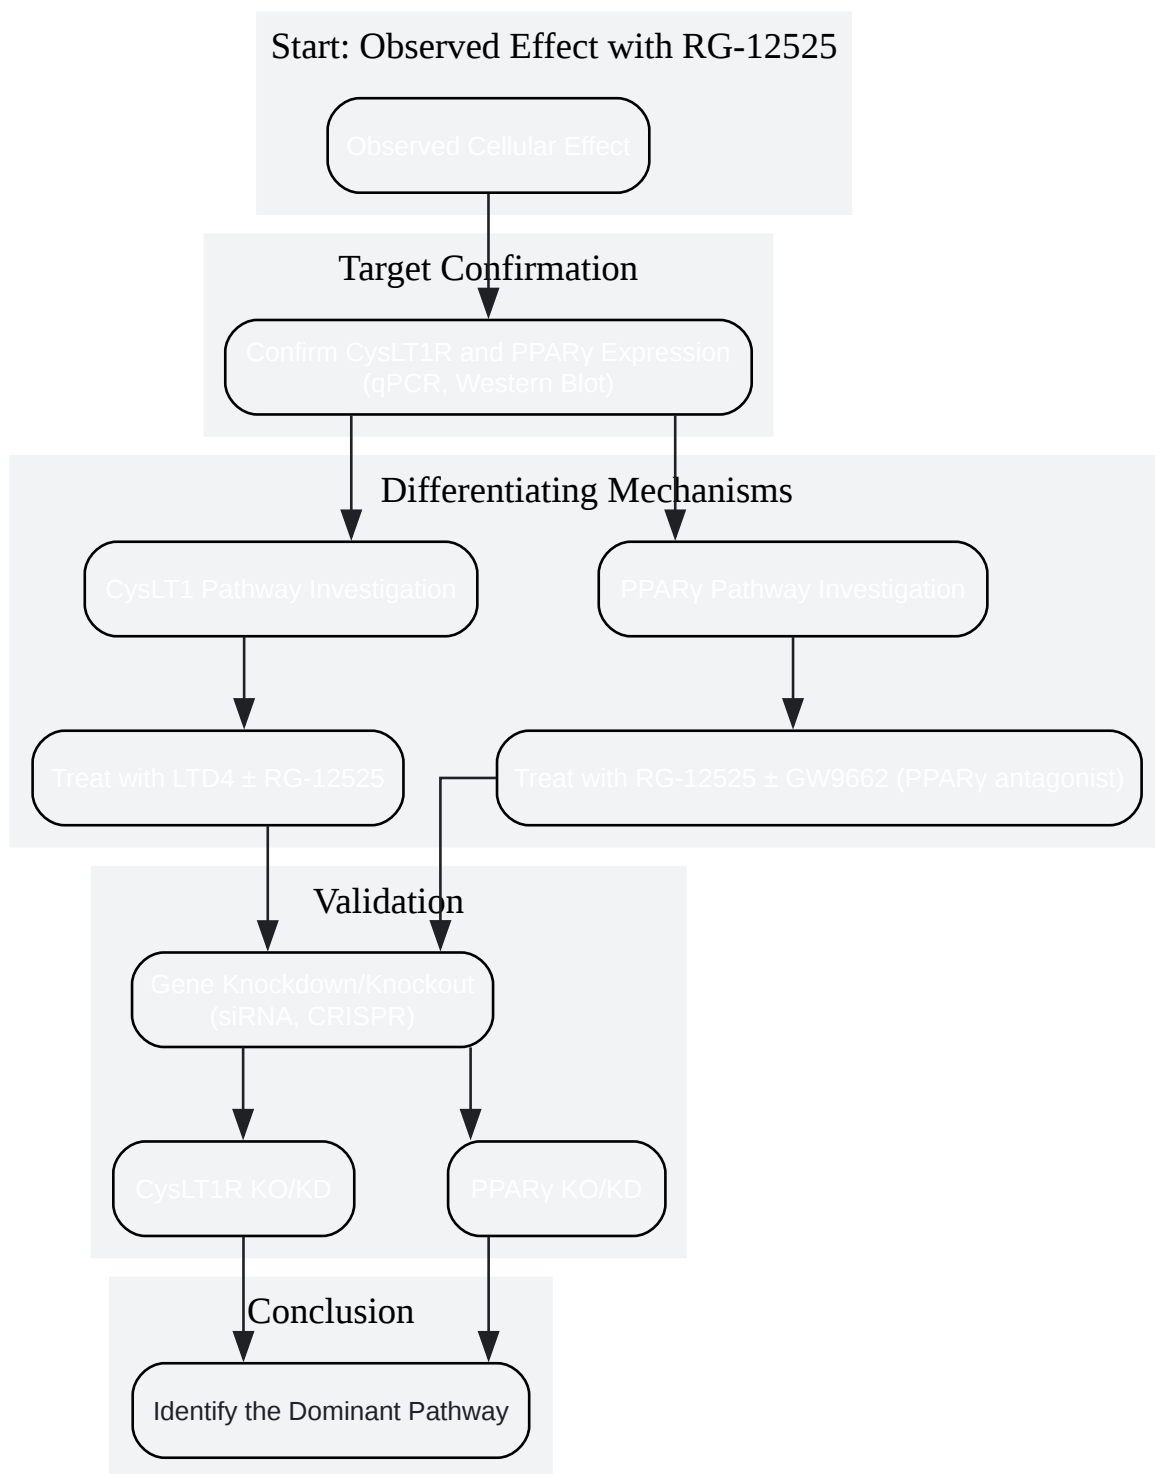 Start: Observed Effect with RG-12525
Observed Cellular Effect
Target Confirmation
Confirm CysLT1R and PPARγ Expression
(qPCR, Western Blot)
Differentiating Mechanisms
CysLT1 Pathway Investigation
PPARγ Pathway Investigation
Treat with LTD4 ± RG-12525
Treat with RG-12525 ± GW9662 (PPARγ antagonist)
Validation
Gene Knockdown/Knockout
(siRNA, CRISPR)
CysLT1R KO/KD
PPARγ KO/KD
Conclusion
Identify the Dominant Pathway